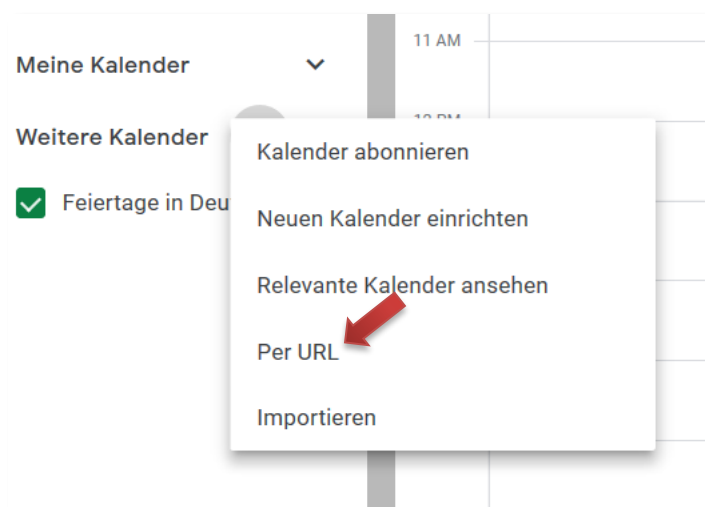 11 AM
Meine Kalender
Weitere Kalender
Kalender abonnieren
Feiertage in Deu
Neuen Kalender einrichten
Relevante Kalender ansehen
Per URL
Importieren